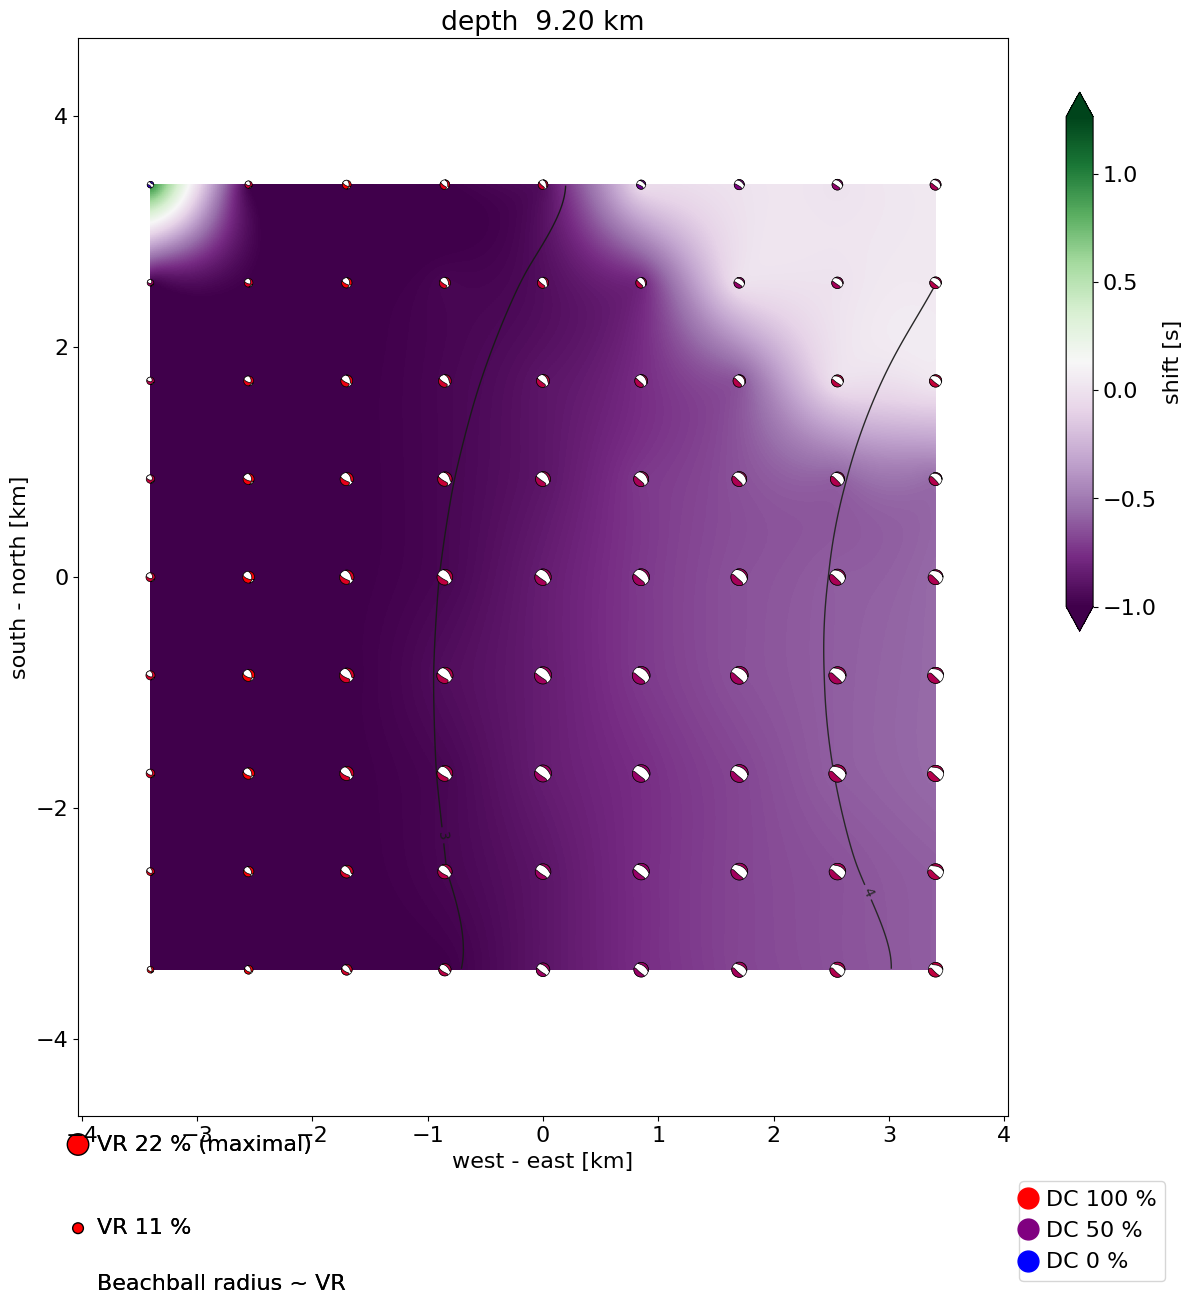 depth  9.20 km
4
2
0
−2
−4
south - north [km]
3
4
−4
−3
−2
−1
0
1
2
3
4
west - east [km]
1.0
0.5
0.0
−0.5
−1.0
shift [s]
VR 22 % (maximal)
VR 11 %
Beachball radius ~ VR
DC 100 %
DC 50 %
DC 0 %